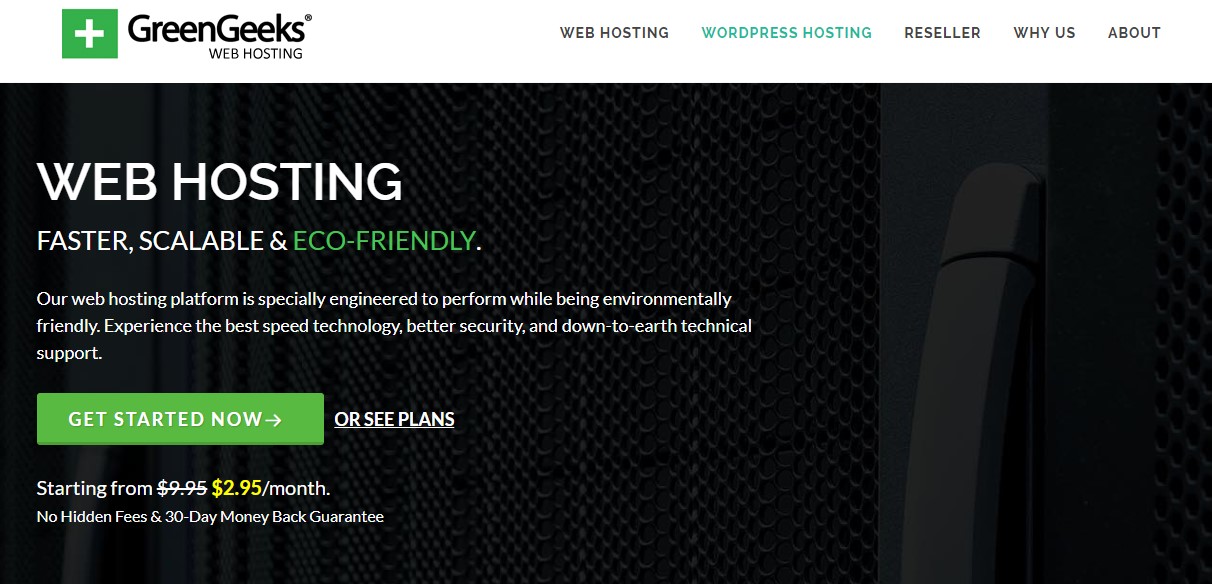 GreenGeeks®
WEB HOSTING
WEB HOSTING
WORDPRESS HOSTING
RESELLER
WHY US
ABOUT
WEB HOSTING
FASTER, SCALABLE & ECO-FRIENDLY.
Our web hosting platform is specially engineered to perform while being environmentally
friendly. Experience the best speed technology, better security, and down-to-earth technical
support.
GET STARTED NOW→
OR SEE PLANS
Starting from $9.95 $2.95/month.
No Hidden Fees & 30-Day Money Back Guarantee